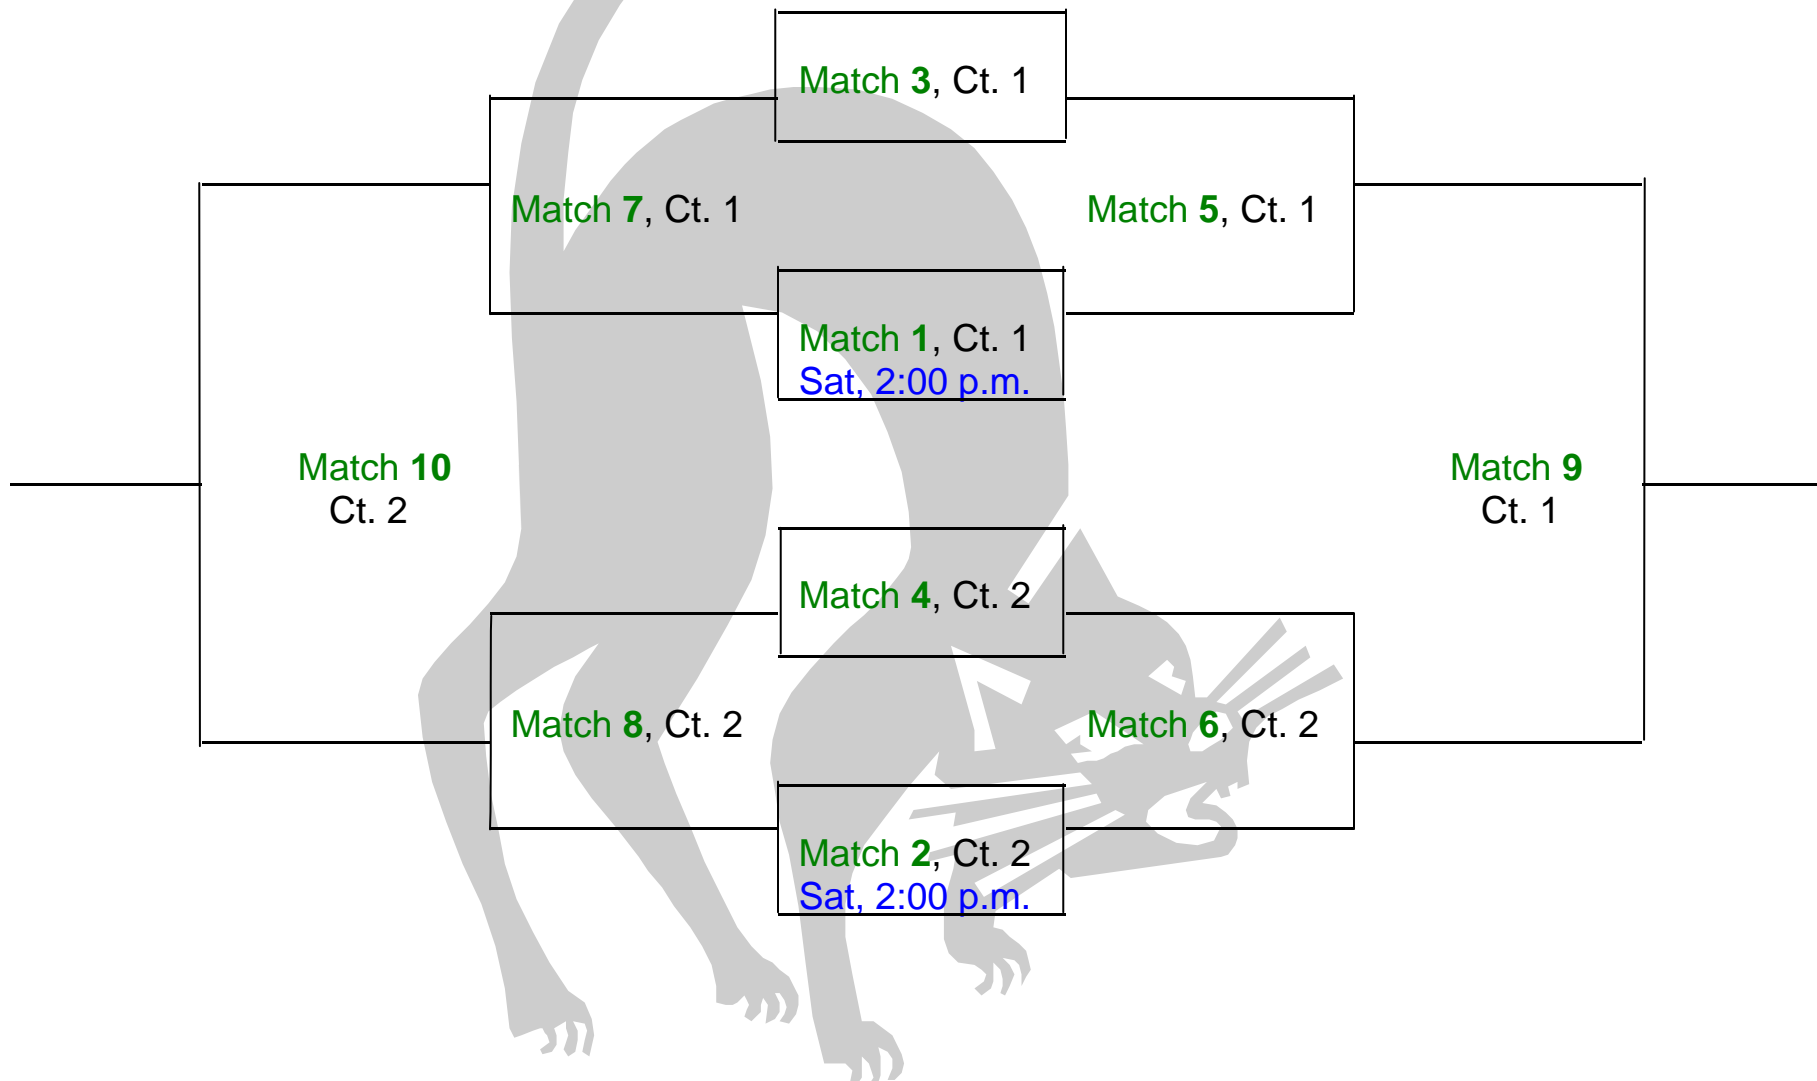 Match 3, Ct. 1
Match 7, Ct. 1
Match 5, Ct. 1
Match 1, Ct. 1
Sat, 2:00 p.m.
Match 10
Ct. 2
Match 9
Ct. 1
Match 4, Ct. 2
Match 8, Ct. 2
Match 6, Ct. 2
Match 2, Ct. 2
Sat, 2:00 p.m.